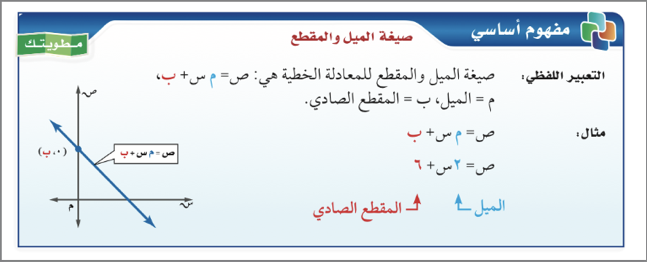 مفهوم أساسي
صيغة الميل والمقطع
مطويتك
التعبير اللفظي: صيغة الميل والمقطع للمعادلة الخطية هي: ص= م س+ ب،
م = الميل، ب = المقطع الصادي.
مثال: ص= م س+ ب
ص= ٢س+ ٦
الميل المقطع الصادي
ص
(٠، ب)
ص = م س + ب
م
س